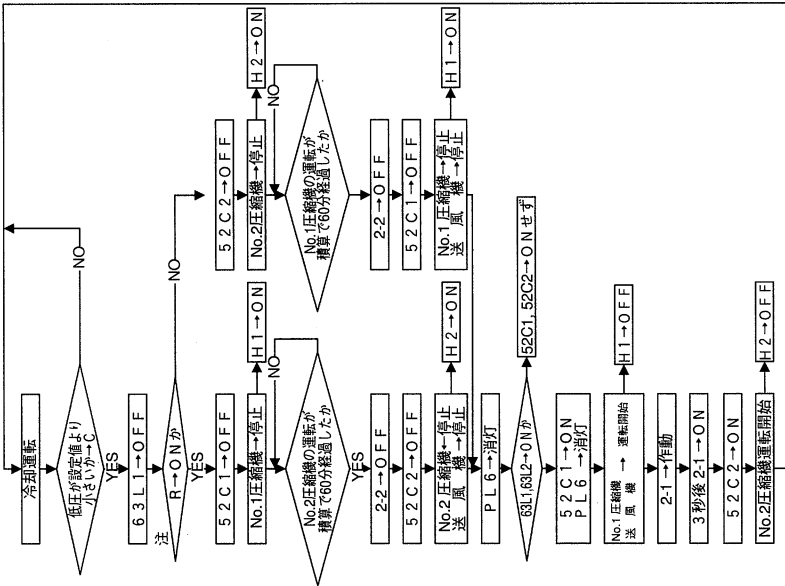 冷却運転
低圧が設定値より
小さいか→C
NO
YES
63L1→OFF
注
R→ONか
NO
YES
52C1→OFF
No.1圧縮機→停止
H1→ON
NO
No.2圧縮機の運転が
積算で60分経過したか
YES
2-2→OFF
52C2→OFF
No.2圧縮機←停止
送風機→停止
H2→ON
52C2→OFF
No.2圧縮機→停止
H2→ON
NO
No.1圧縮機の運転が
積算で60分経過したか
2-2→OFF
52C1→OFF
No.1圧縮機→停止
送風機→停止
H1→ON
PL6→消灯
63L1,63L2→ONか
52C1,52C2→ONせず
52C1→ON
PL6→消灯
No.1圧縮機
送風機 → 運転開始
H1→OFF
2-1→作動
3秒後2-1→ON
52C2→ON
No.2圧縮機運転開始
H2→OFF